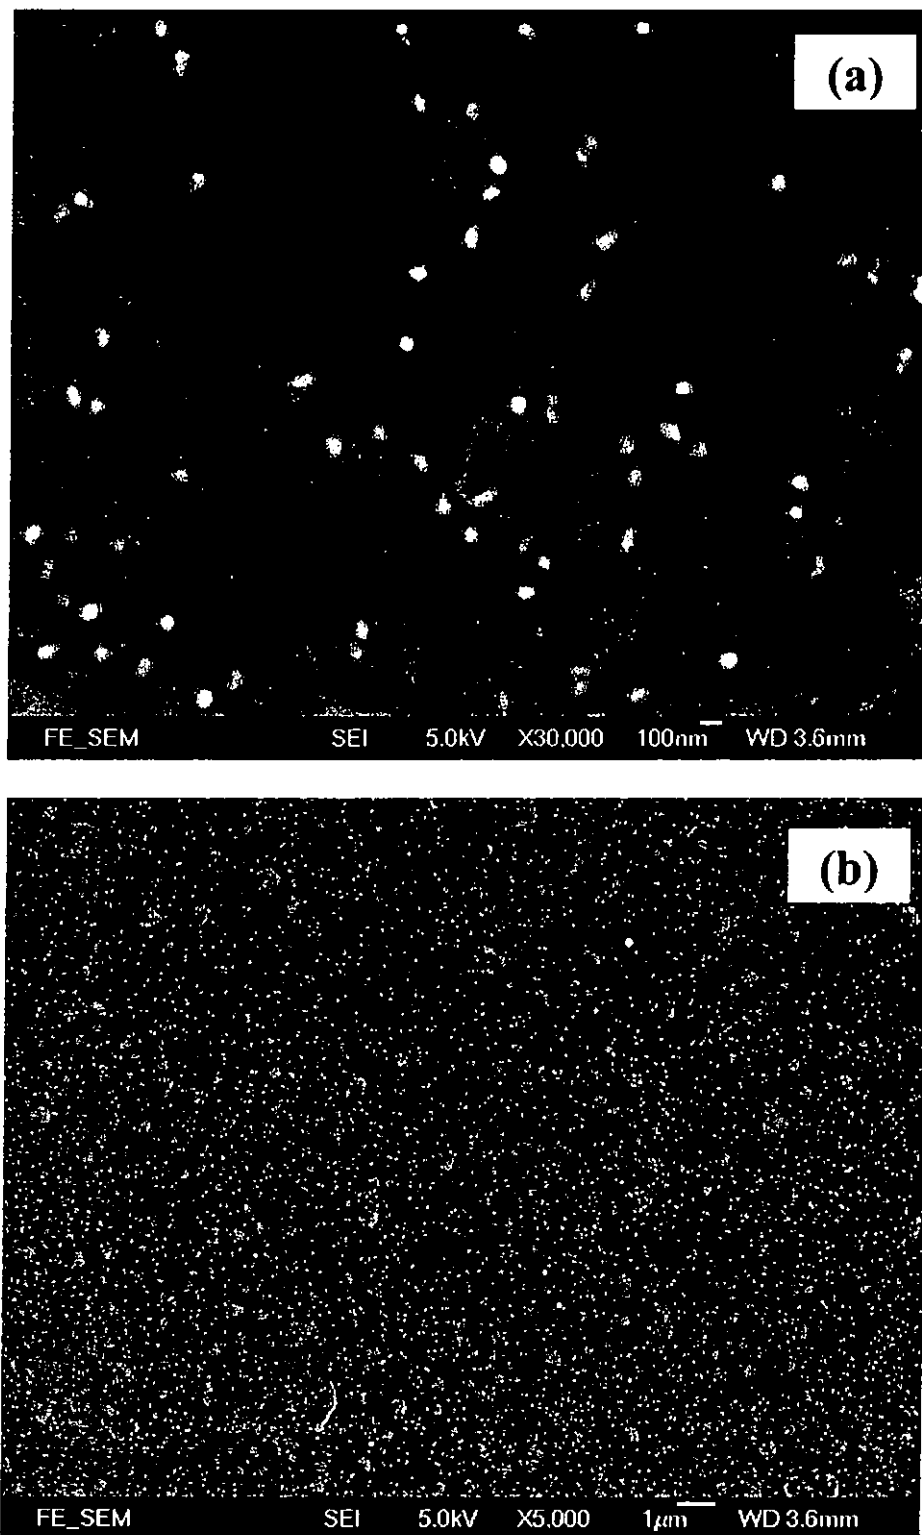 (a)
FE_SEM SEI 5.0kV X30,000 100nm WD 3.6mm
(b)
FE_SEM SEI 5.0kV X5,000 1μm WD 3.6mm